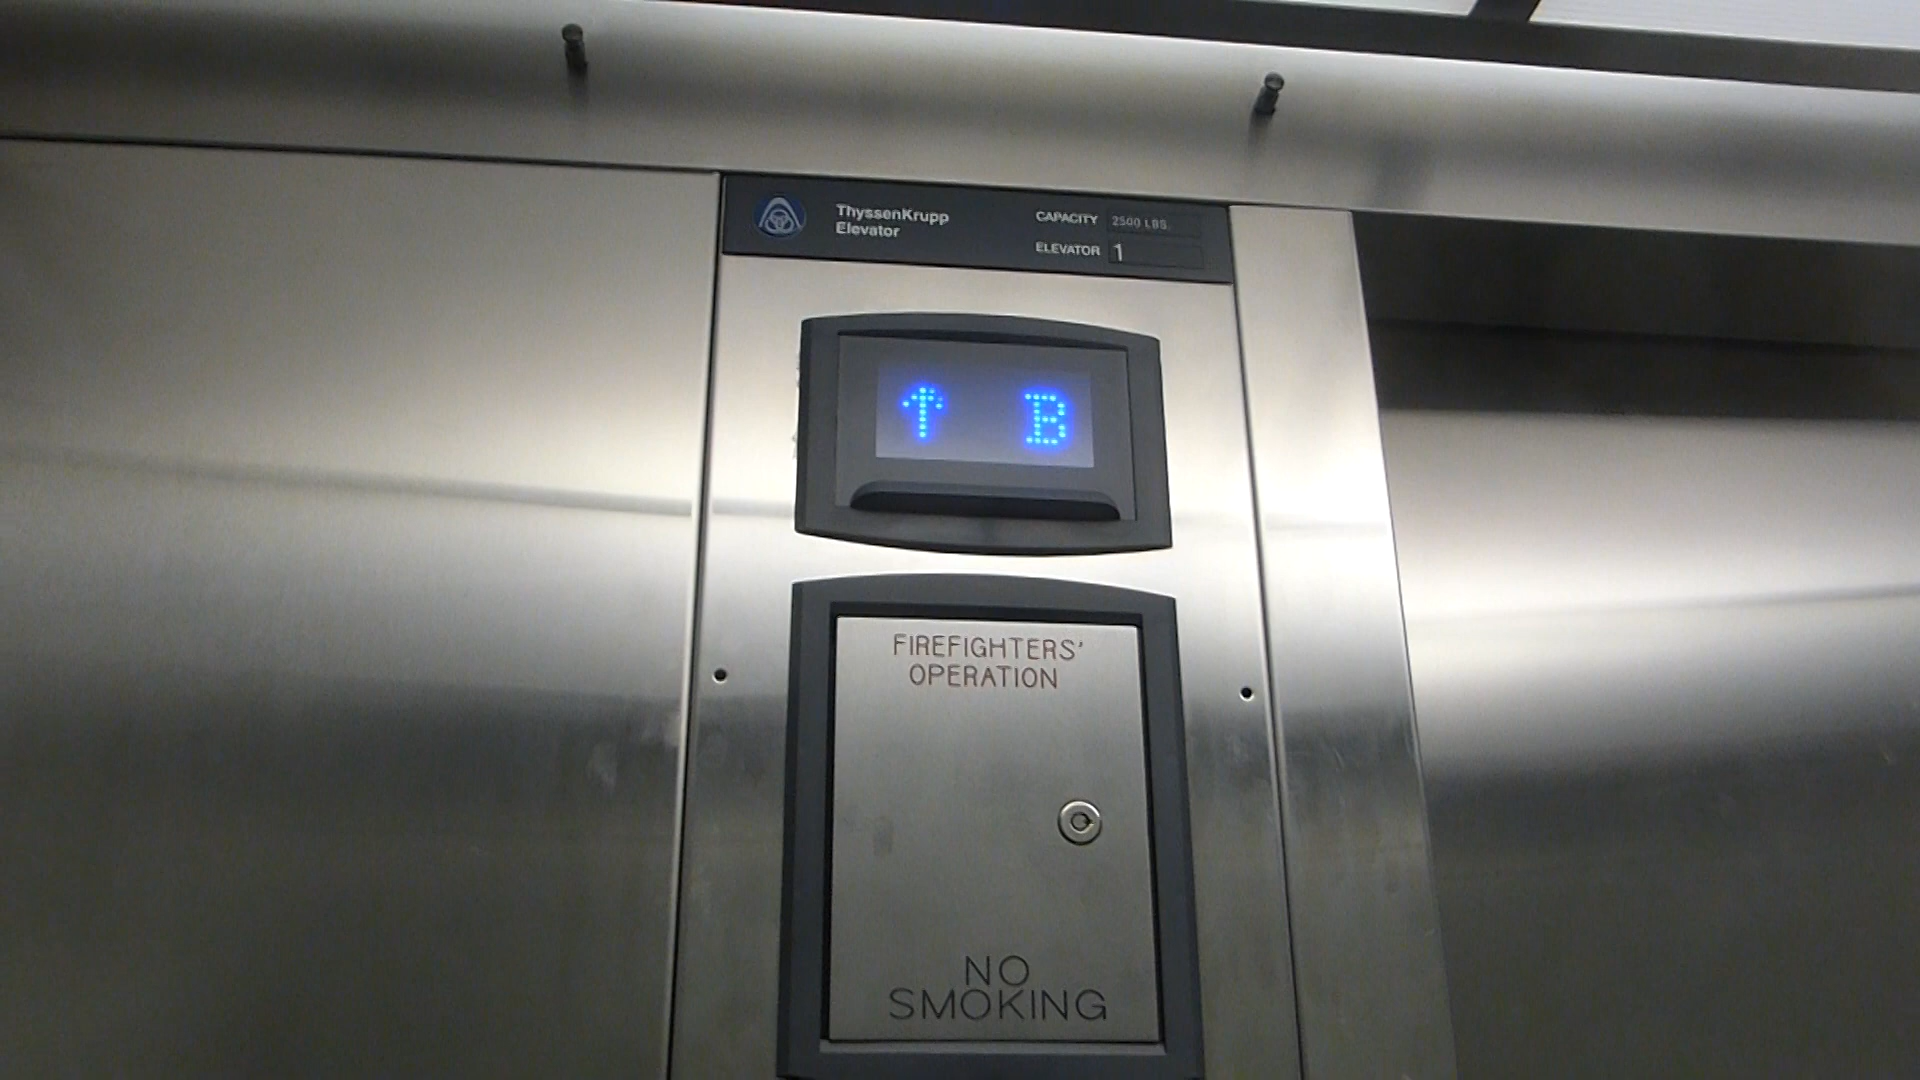 ThyssenKrupp
Elevator
CAPACITY 2500 LBS.
ELEVATOR 1
↑ B
FIREFIGHTERS'
OPERATION
NO
SMOKING